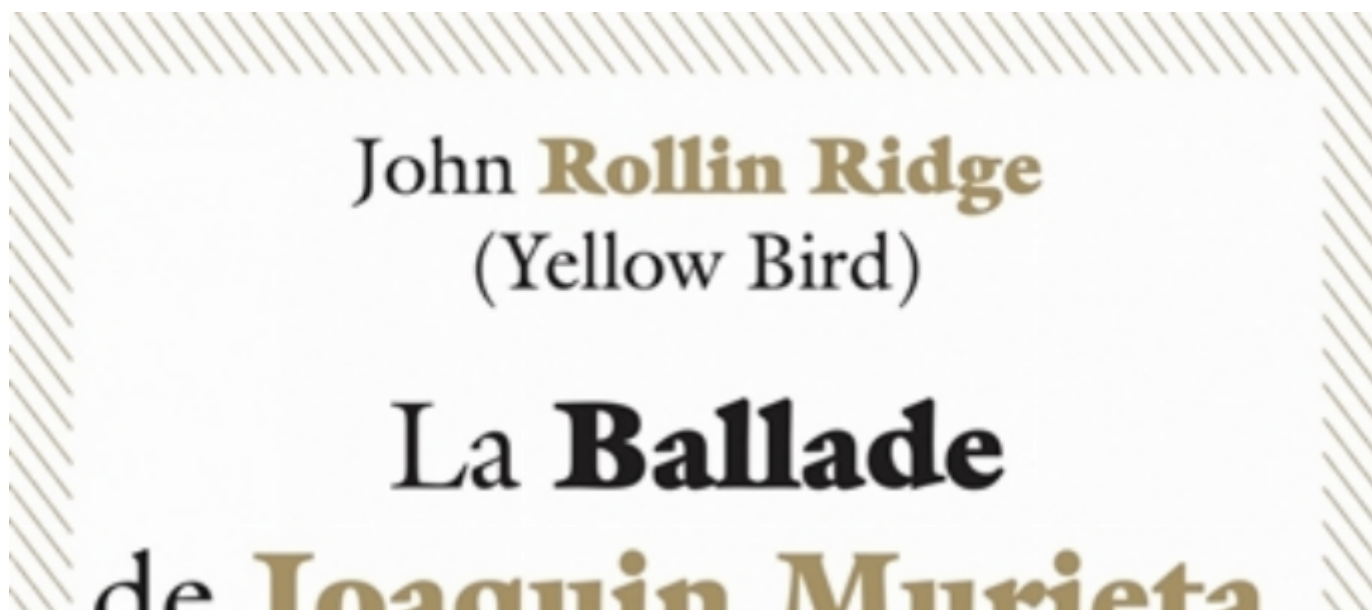 John Rollin Ridge
(Yellow Bird)
La Ballade
de Joaquin Murieta